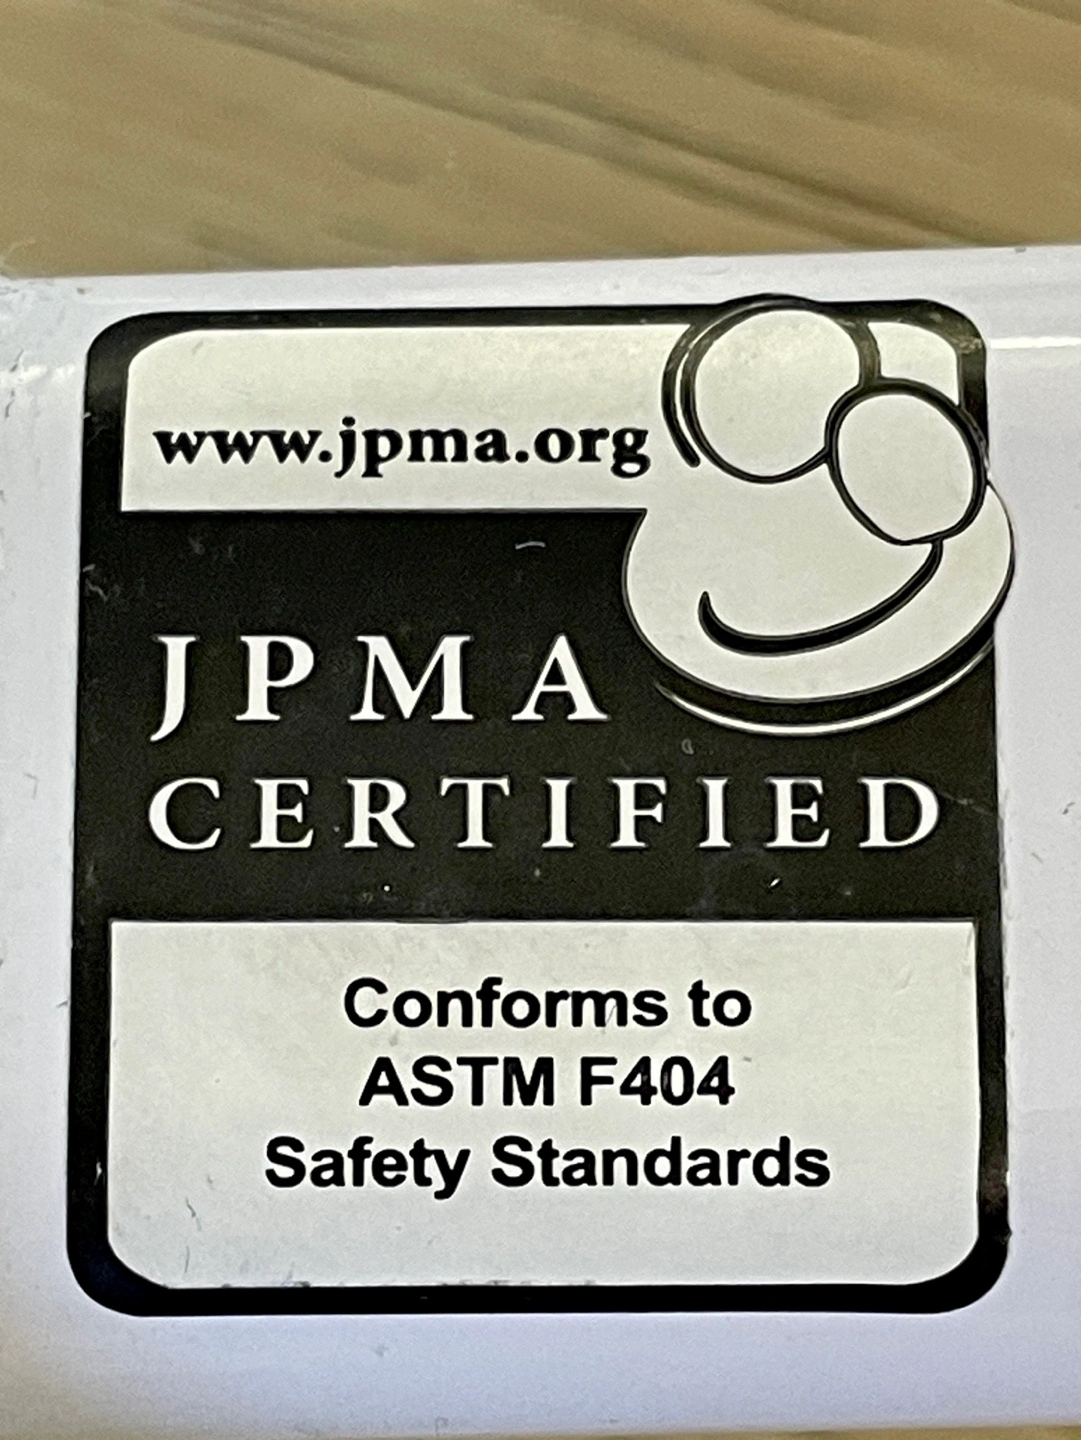 www.jpma.org
JPMA
CERTIFIED
Conforms to
ASTM F404
Safety Standards